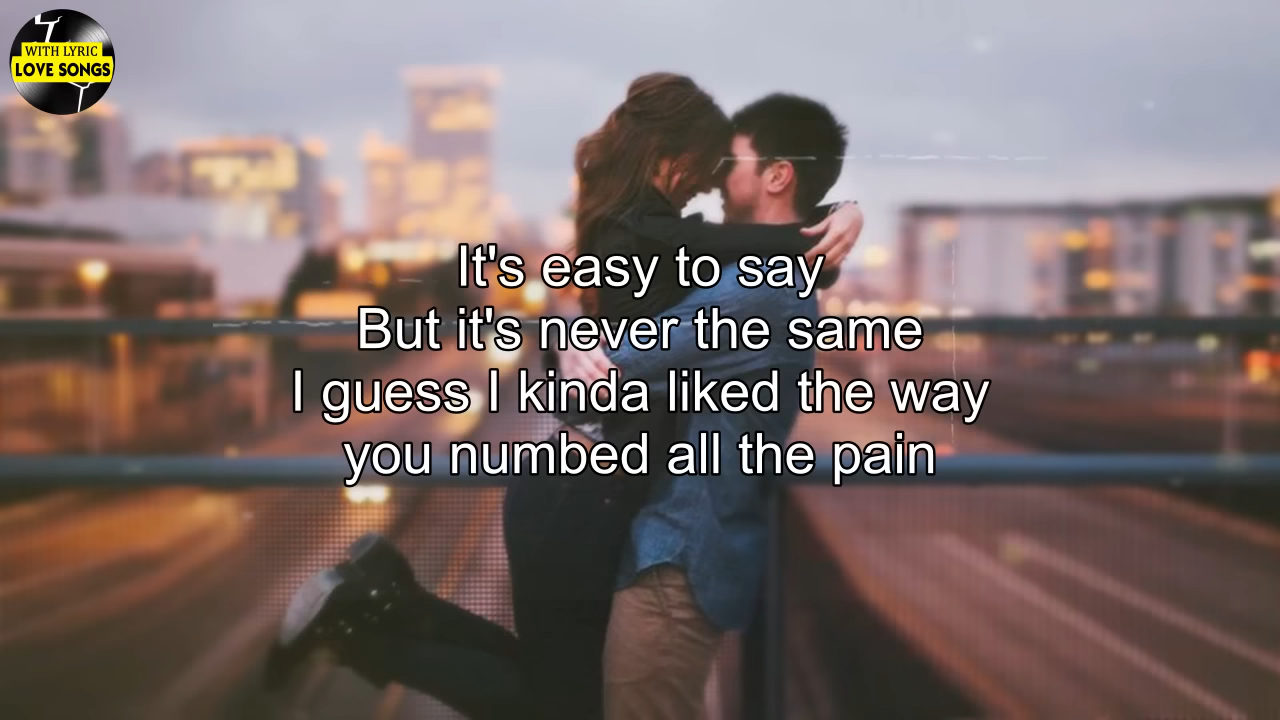 WITH LYRIC
LOVE SONGS
It's easy to say
But it's never the same
I guess I kinda liked the way
you numbed all the pain